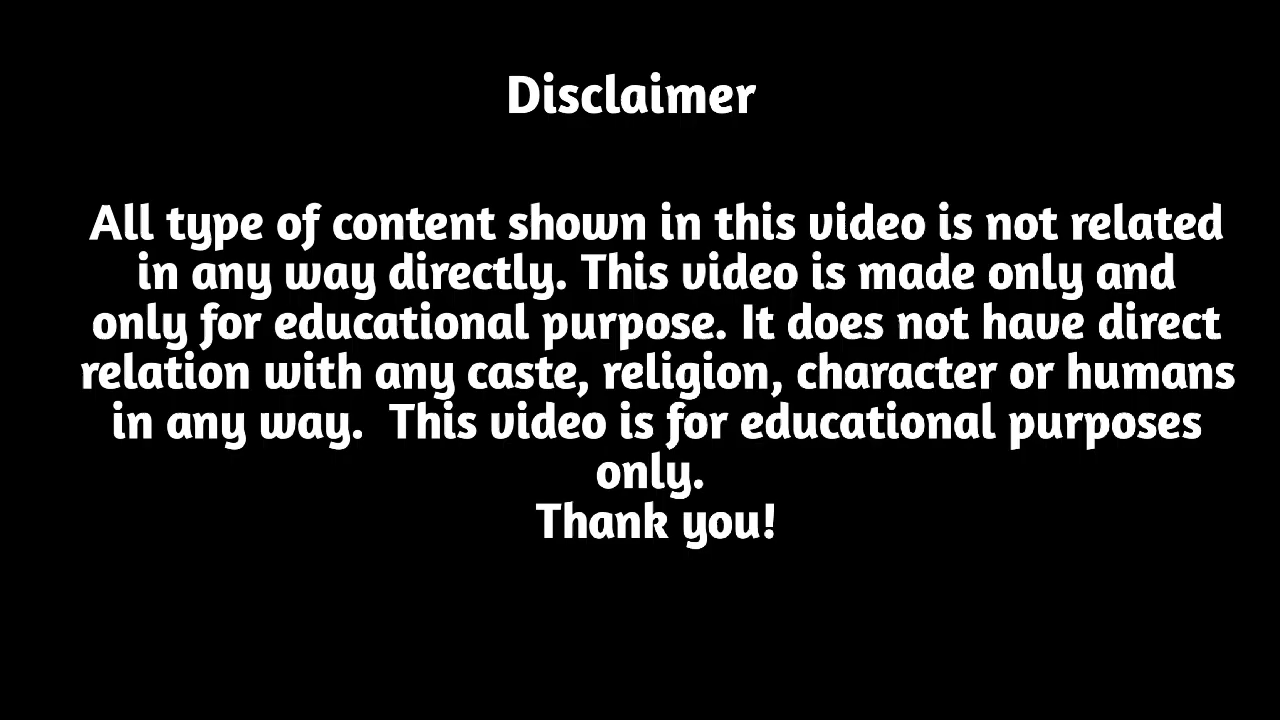 Disclaimer
All type of content shown in this video is not related
in any way directly. This video is made only and
only for educational purpose. It does not have direct
relation with any caste, religion, character or humans
in any way.  This video is for educational purposes
only.
Thank you!